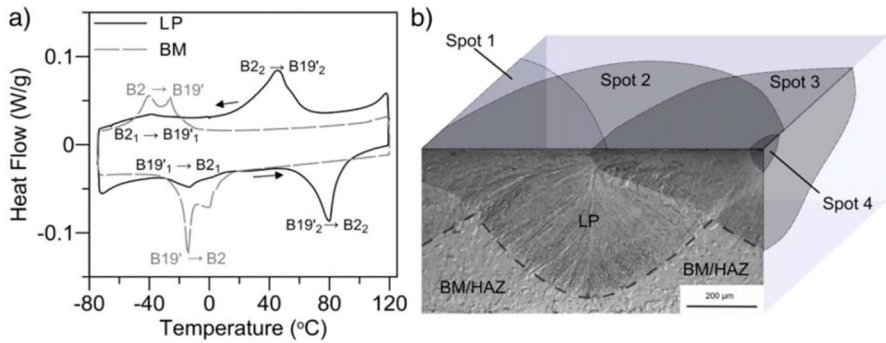 a)
LP
BM
0.1
0
-0.1
Heat Flow (W/g)
B2 → B19'
B2₂ → B19'₂
B2₁ → B19'₁
B19'₁ → B2₁
B19'₂ → B2₂
B19' → B2
-80 -40 0 40 80 120
Temperature (°C)
b)
Spot 1
Spot 2
Spot 3
Spot 4
LP
BM/HAZ
BM/HAZ
200 µm